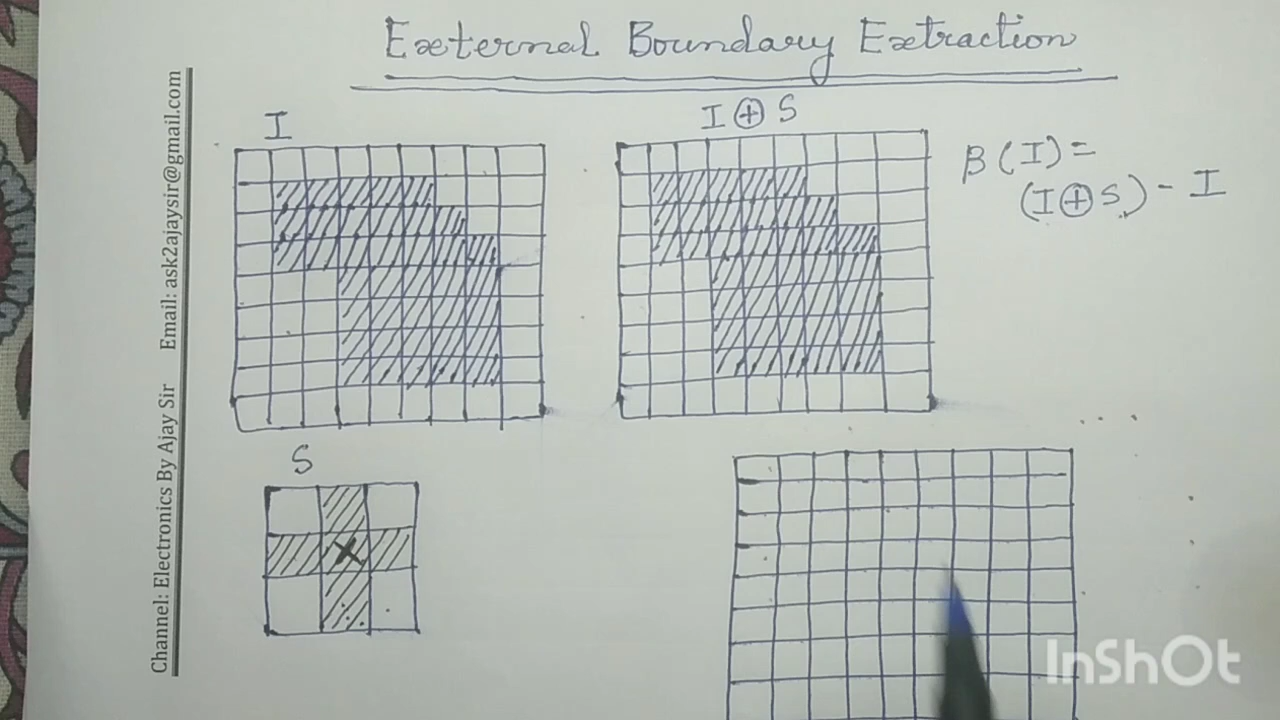 External Boundary Extraction
I
I ⊕ S
β (I) =
(I ⊕ S) - I
S
Channel: Electronics By Ajay Sir Email: ask2ajaysir@gmail.com
InShOt